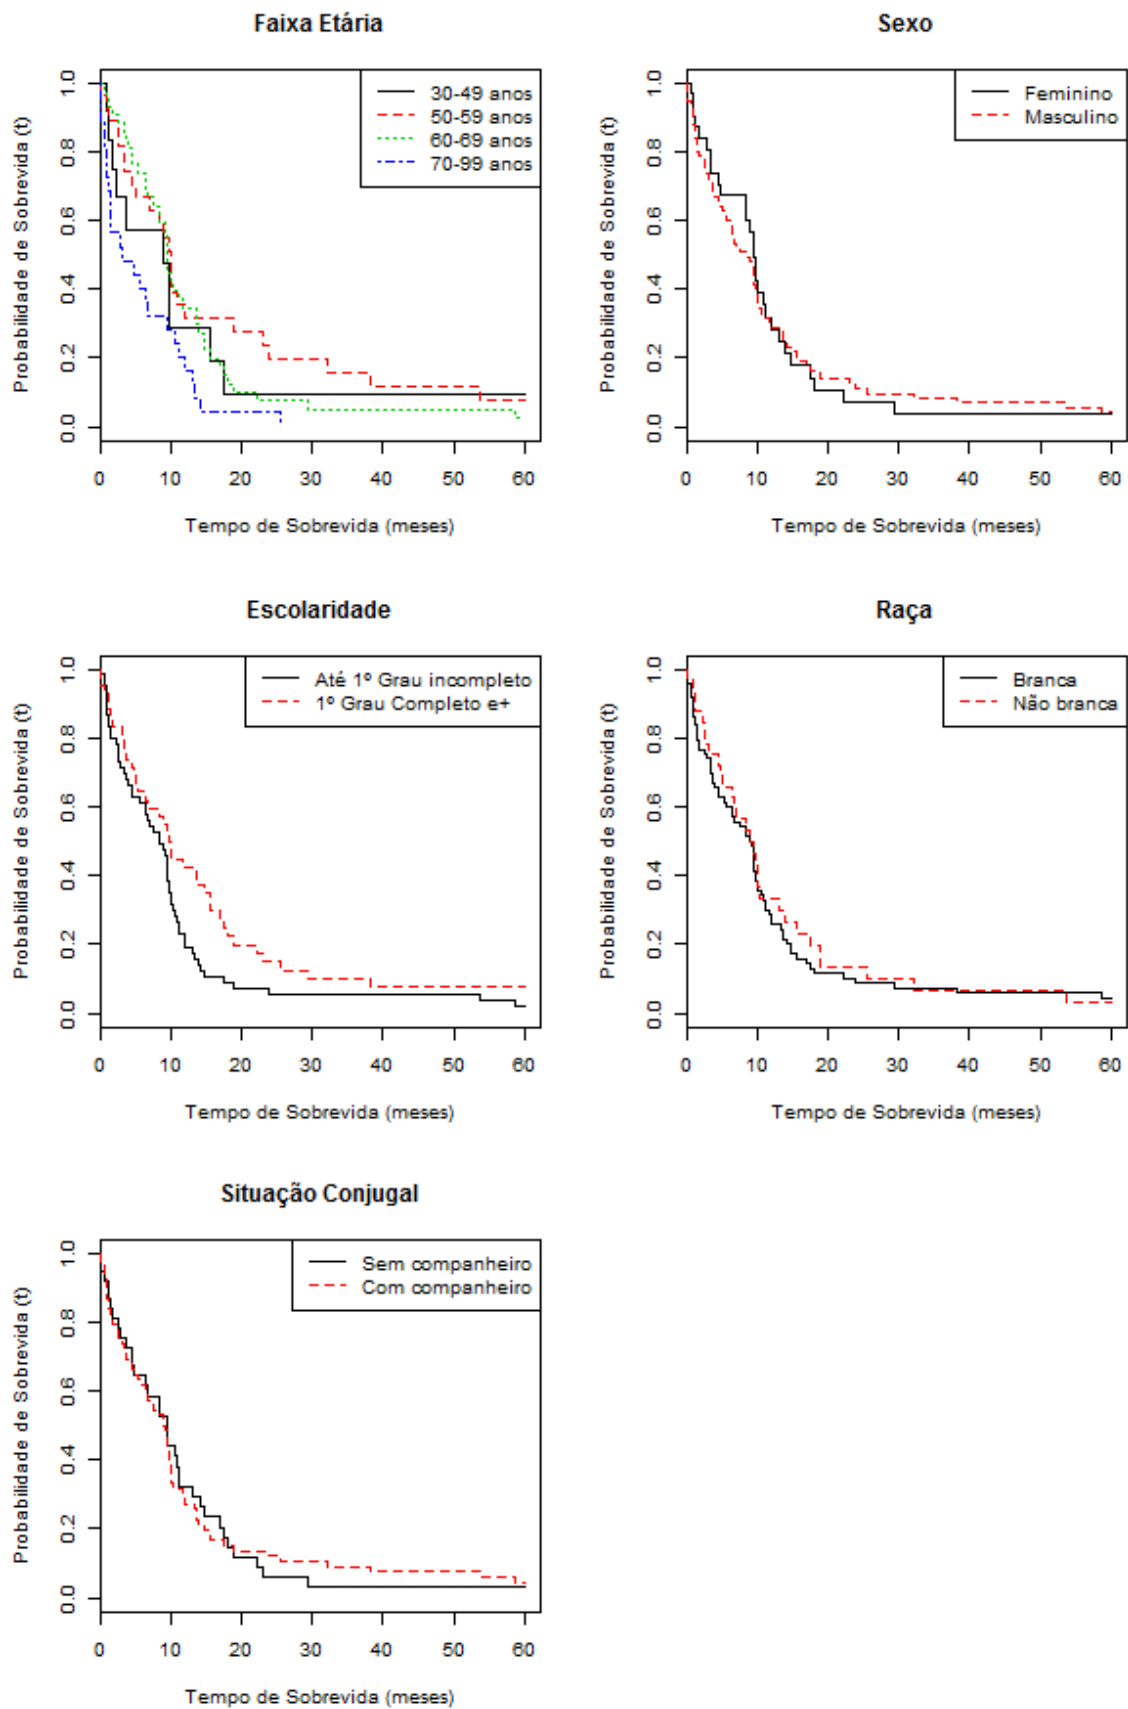 Faixa Etária
Probabilidade de Sobrevida (t)
1.0
0.8
0.6
0.4
0.2
0.0
30-49 anos
50-59 anos
60-69 anos
70-99 anos
0 10 20 30 40 50 60
Tempo de Sobrevida (meses)
Sexo
Probabilidade de Sobrevida (t)
1.0
0.8
0.6
0.4
0.2
0.0
Feminino
Masculino
0 10 20 30 40 50 60
Tempo de Sobrevida (meses)
Escolaridade
Probabilidade de Sobrevida (t)
1.0
0.8
0.6
0.4
0.2
0.0
Até 1º Grau incompleto
1º Grau Completo e+
0 10 20 30 40 50 60
Tempo de Sobrevida (meses)
Raça
Probabilidade de Sobrevida (t)
1.0
0.8
0.6
0.4
0.2
0.0
Branca
Não branca
0 10 20 30 40 50 60
Tempo de Sobrevida (meses)
Situação Conjugal
Probabilidade de Sobrevida (t)
1.0
0.8
0.6
0.4
0.2
0.0
Sem companheiro
Com companheiro
0 10 20 30 40 50 60
Tempo de Sobrevida (meses)